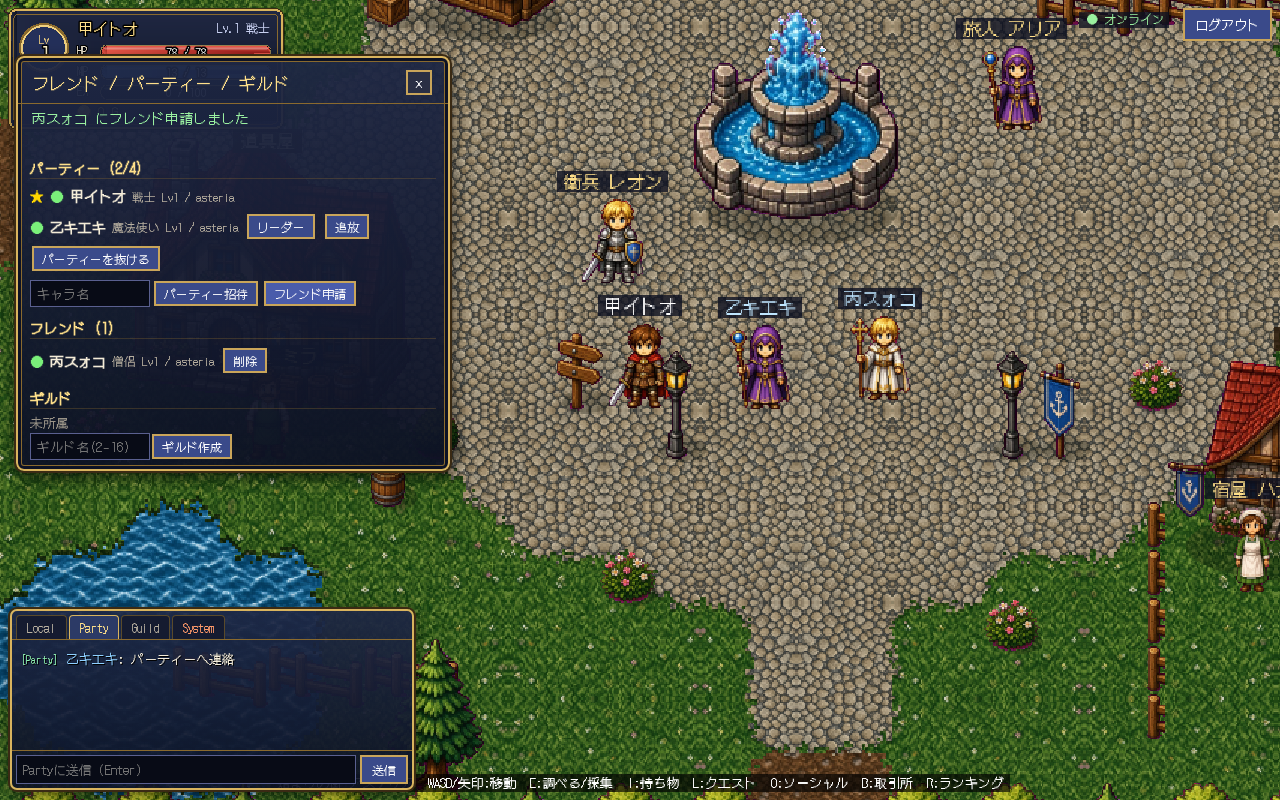 甲イトオ Lv.1 戦士
Lv 1
HP 78 / 78
フレンド / パーティー / ギルド x
丙スォコ にフレンド申請しました
パーティー (2/4)
★ 甲イトオ 戦士 Lv1 / asteria
乙キエキ 魔法使い Lv1 / asteria リーダー 追放
パーティーを抜ける
キャラ名 パーティー招待 フレンド申請
フレンド (1)
丙スォコ 僧侶 Lv1 / asteria 削除
ギルド
未所属
ギルド名(2-16) ギルド作成
旅人 アリア
オンライン
ログアウト
衛兵 レオン
甲イトオ
乙キエキ
丙スォコ
宿屋
Local Party Guild System
[Party] 乙キエキ: パーティーへ連絡
Partyに送信 (Enter) 送信
WASD/矢印:移動 E:調べる/採集 I:持ち物 L:クエスト O:ソーシャル B:取引所 R:ランキング